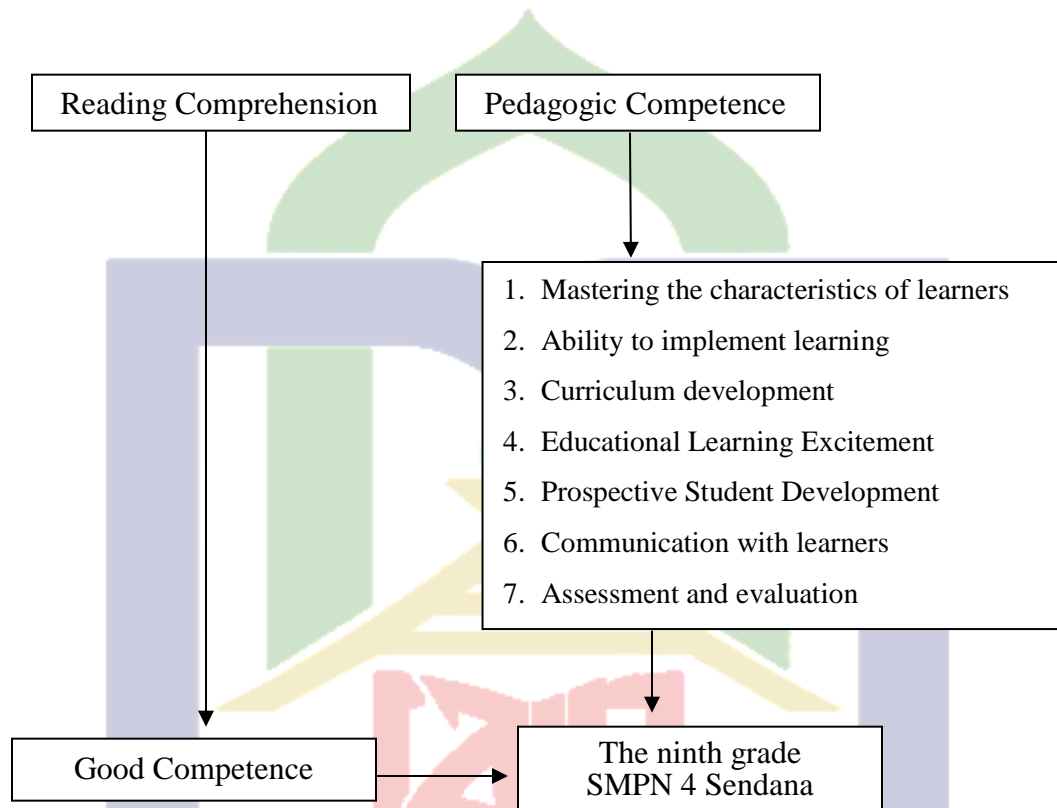 Reading Comprehension
Pedagogic Competence
1. Mastering the characteristics of learners
2. Ability to implement learning
3. Curriculum development
4. Educational Learning Excitement
5. Prospective Student Development
6. Communication with learners
7. Assessment and evaluation
Good Competence
The ninth grade
SMPN 4 Sendana